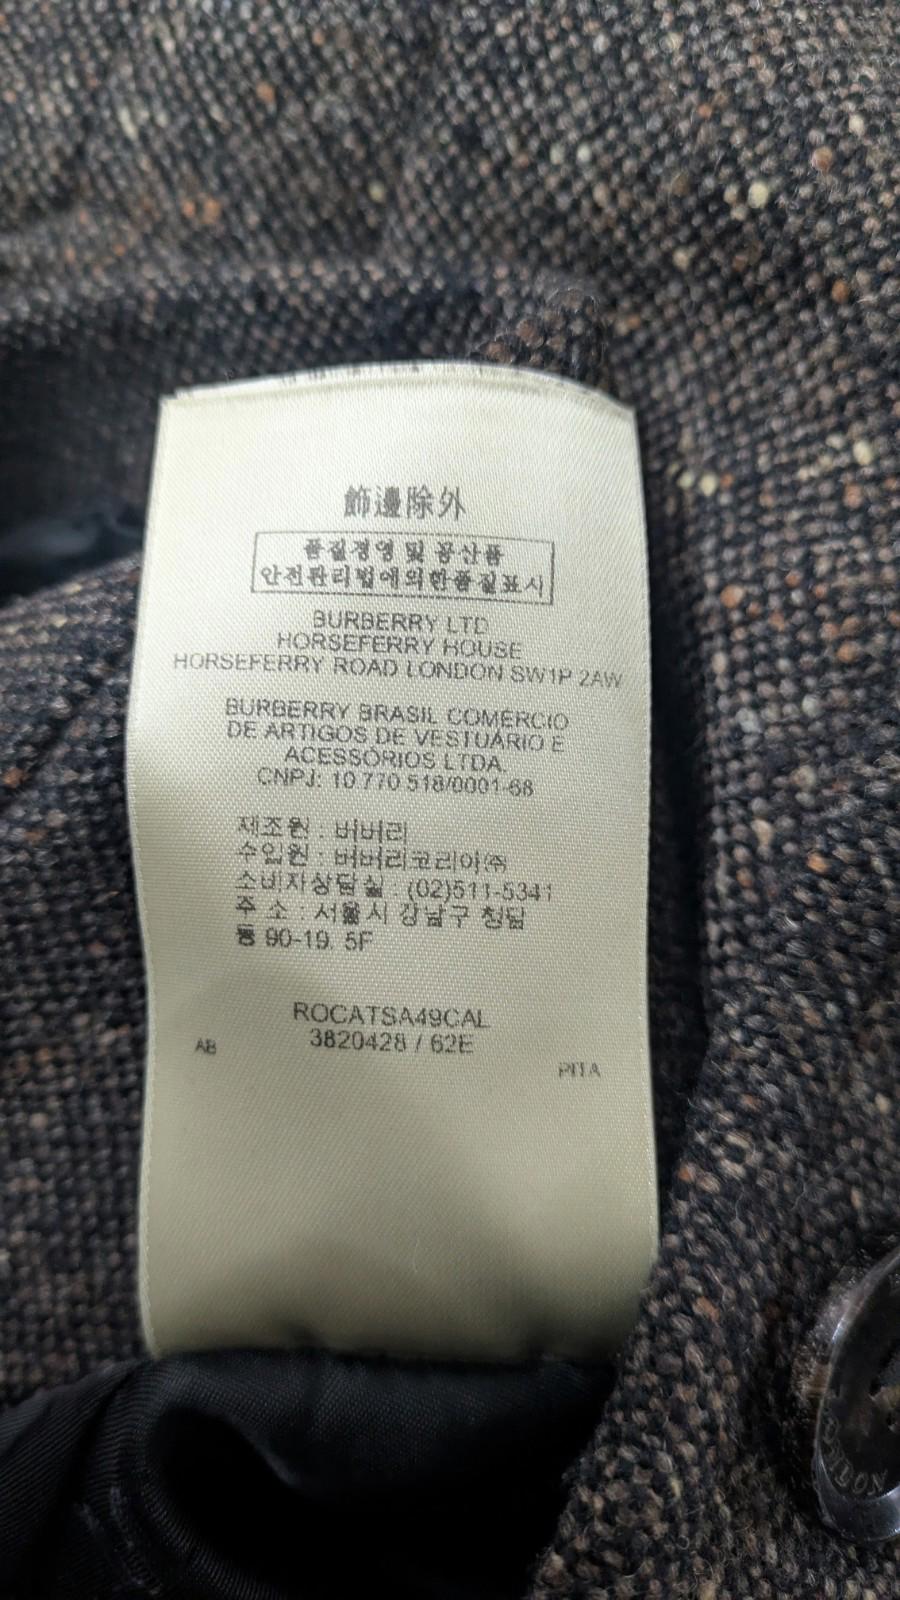 飾邊除外
품질경영 및 공산품
안전관리법에의한품질표시
BURBERRY LTD
HORSEFERRY HOUSE
HORSEFERRY ROAD LONDON SW1P 2AW
BURBERRY BRASIL COMÉRCIO
DE ARTIGOS DE VESTUÁRIO E
ACESSÓRIOS LTDA.
CNPJ: 10 770 518/0001-68
제조원 : 버버리
수입원 : 버버리코리아㈜
소비자상담실 : (02)511-5341
주 소 : 서울시 강남구 청담
동 90-19. 5F
ROCATSA49CAL
3820428 / 62E
AB
PITA